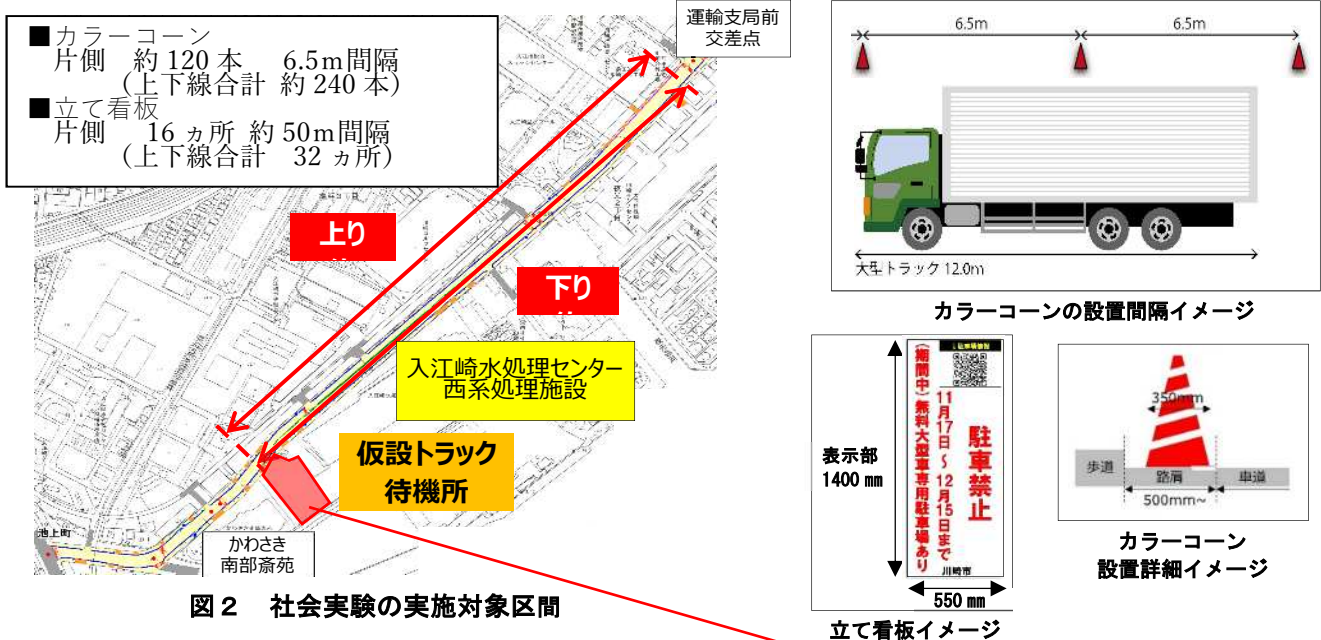 ■カラーコーン
片側 約120本 6.5m間隔
(上下線合計 約240本)
■立て看板
片側 16ヵ所 約50m間隔
(上下線合計 32ヵ所)
運輸支局前
交差点
上り
下り
入江崎水処理センター
西系処理施設
仮設トラック
待機所
池上町
かわさき
南部斎苑
図2 社会実験の実施対象区間
6.5m
6.5m
大型トラック 12.0m
カラーコーンの設置間隔イメージ
表示部
1400 mm
駐車禁止
11月17日~12月15日まで
(期間中)無料大型車専用駐車場あり
川崎市
550 mm
立て看板イメージ
350mm
歩道
路肩
車道
500mm~
カラーコーン
設置詳細イメージ